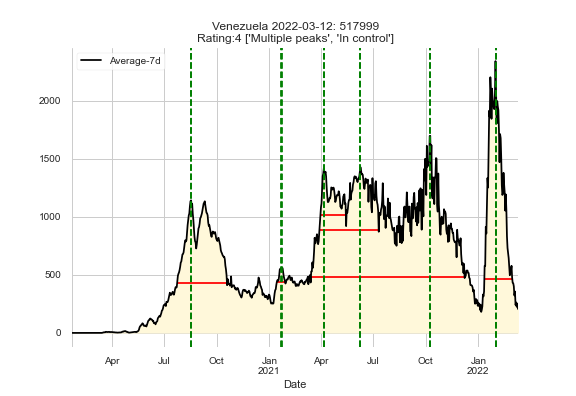 Venezuela 2022-03-12: 517999
Rating:4 ['Multiple peaks', 'In control']
Average-7d
2000
1500
1000
500
0
Apr
Jul
Oct
Jan
2021
Apr
Jul
Oct
Jan
2022
Date